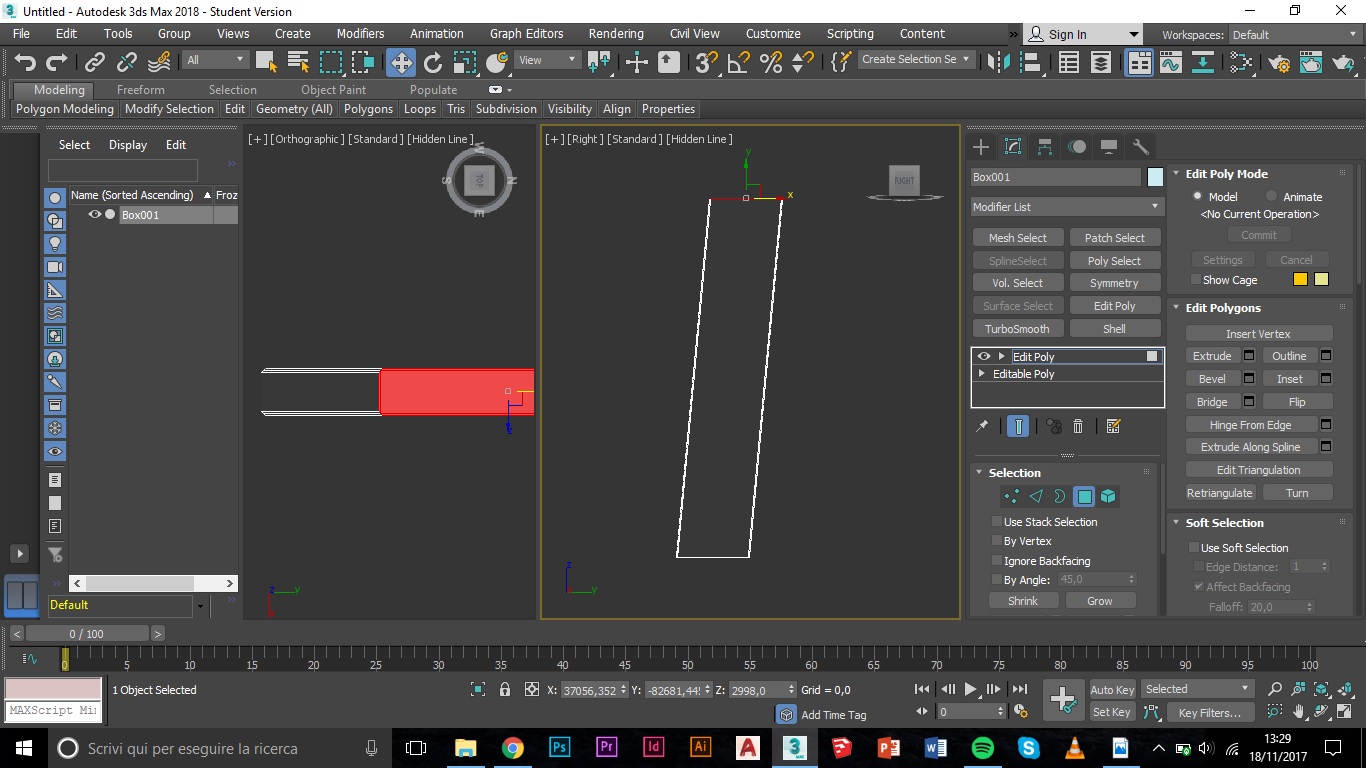 Untitled - Autodesk 3ds Max 2018 - Student Version
File Edit Tools Group Views Create Modifiers Animation Graph Editors Rendering Civil View Customize Scripting Content » Sign In Workspaces: Default
All View 3 % Create Selection Se
Modeling Freeform Selection Object Paint Populate
Polygon Modeling Modify Selection Edit Geometry (All) Polygons Loops Tris Subdivision Visibility Align Properties
Select Display Edit
»
Name (Sorted Ascending) Froz
Box001
Default
»
»
[+] [Orthographic] [Standard] [Hidden Line]
W
S TOP N
E
z
z y
x
[+] [Right] [Standard] [Hidden Line]
y
x
RIGHT
z
y
Box001
Modifier List
Mesh Select Patch Select
SplineSelect Poly Select
Vol. Select Symmetry
Surface Select Edit Poly
TurboSmooth Shell
Edit Poly
Editable Poly
Selection
Use Stack Selection
By Vertex
Ignore Backfacing
By Angle: 45,0
Shrink Grow
Edit Poly Mode
Model Animate
<No Current Operation>
Commit
Settings Cancel
Show Cage
Edit Polygons
Insert Vertex
Extrude Outline
Bevel Inset
Bridge Flip
Hinge From Edge
Extrude Along Spline
Edit Triangulation
Retriangulate Turn
Soft Selection
Use Soft Selection
Edge Distance: 1
Affect Backfacing
Falloff: 20,0
< 0 / 100 >
0 5 10 15 20 25 30 35 40 45 50 55 60 65 70 75 80 85 90 95 100
1 Object Selected X: 37056,352 Y: -82681,445 Z: 2998,0 Grid = 0,0 Auto Key Selected
MAXScript Mi Add Time Tag 0 Set Key Key Filters...
Scrivi qui per eseguire la ricerca Ps Pr Id Ai A 3 MAX P W S 13:29
18/11/2017